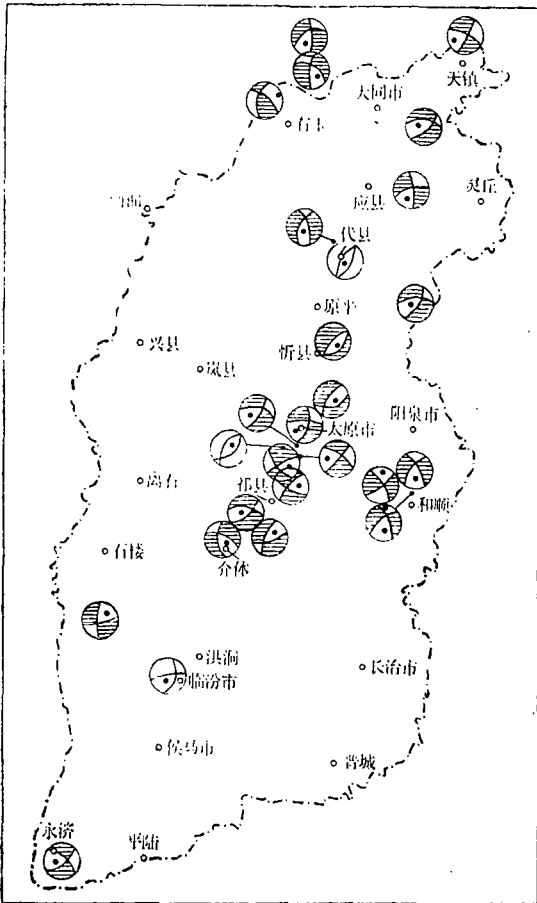 天镇
大同市
右玉
灵丘
应县
代县
原平
兴县
忻县
岚县
太原市
阳泉市
离石
祁县
和顺
石楼
介休
洪洞
临汾市
长治市
侯马市
晋城
永济
平陆